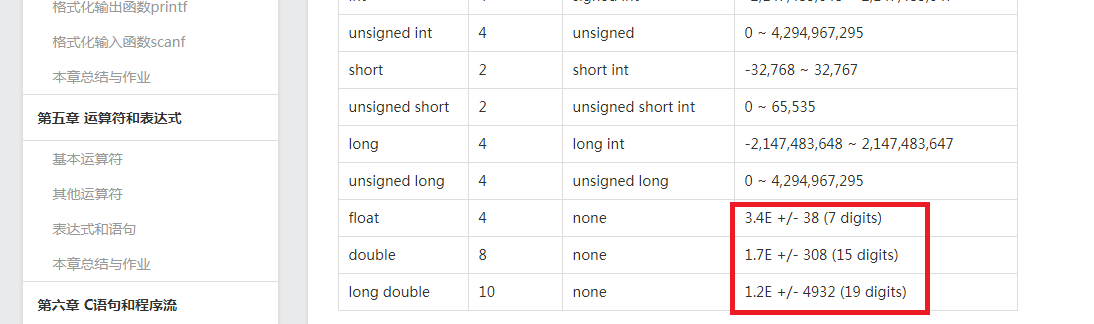 格式化输出函数printf
格式化输入函数scanf
本章总结与作业
第五章 运算符和表达式
基本运算符
其他运算符
表达式和语句
本章总结与作业
第六章 C语句和程序流
unsigned int 4 unsigned 0 ~ 4,294,967,295
short 2 short int -32,768 ~ 32,767
unsigned short 2 unsigned short int 0 ~ 65,535
long 4 long int -2,147,483,648 ~ 2,147,483,647
unsigned long 4 unsigned long 0 ~ 4,294,967,295
float 4 none 3.4E +/- 38 (7 digits)
double 8 none 1.7E +/- 308 (15 digits)
long double 10 none 1.2E +/- 4932 (19 digits)